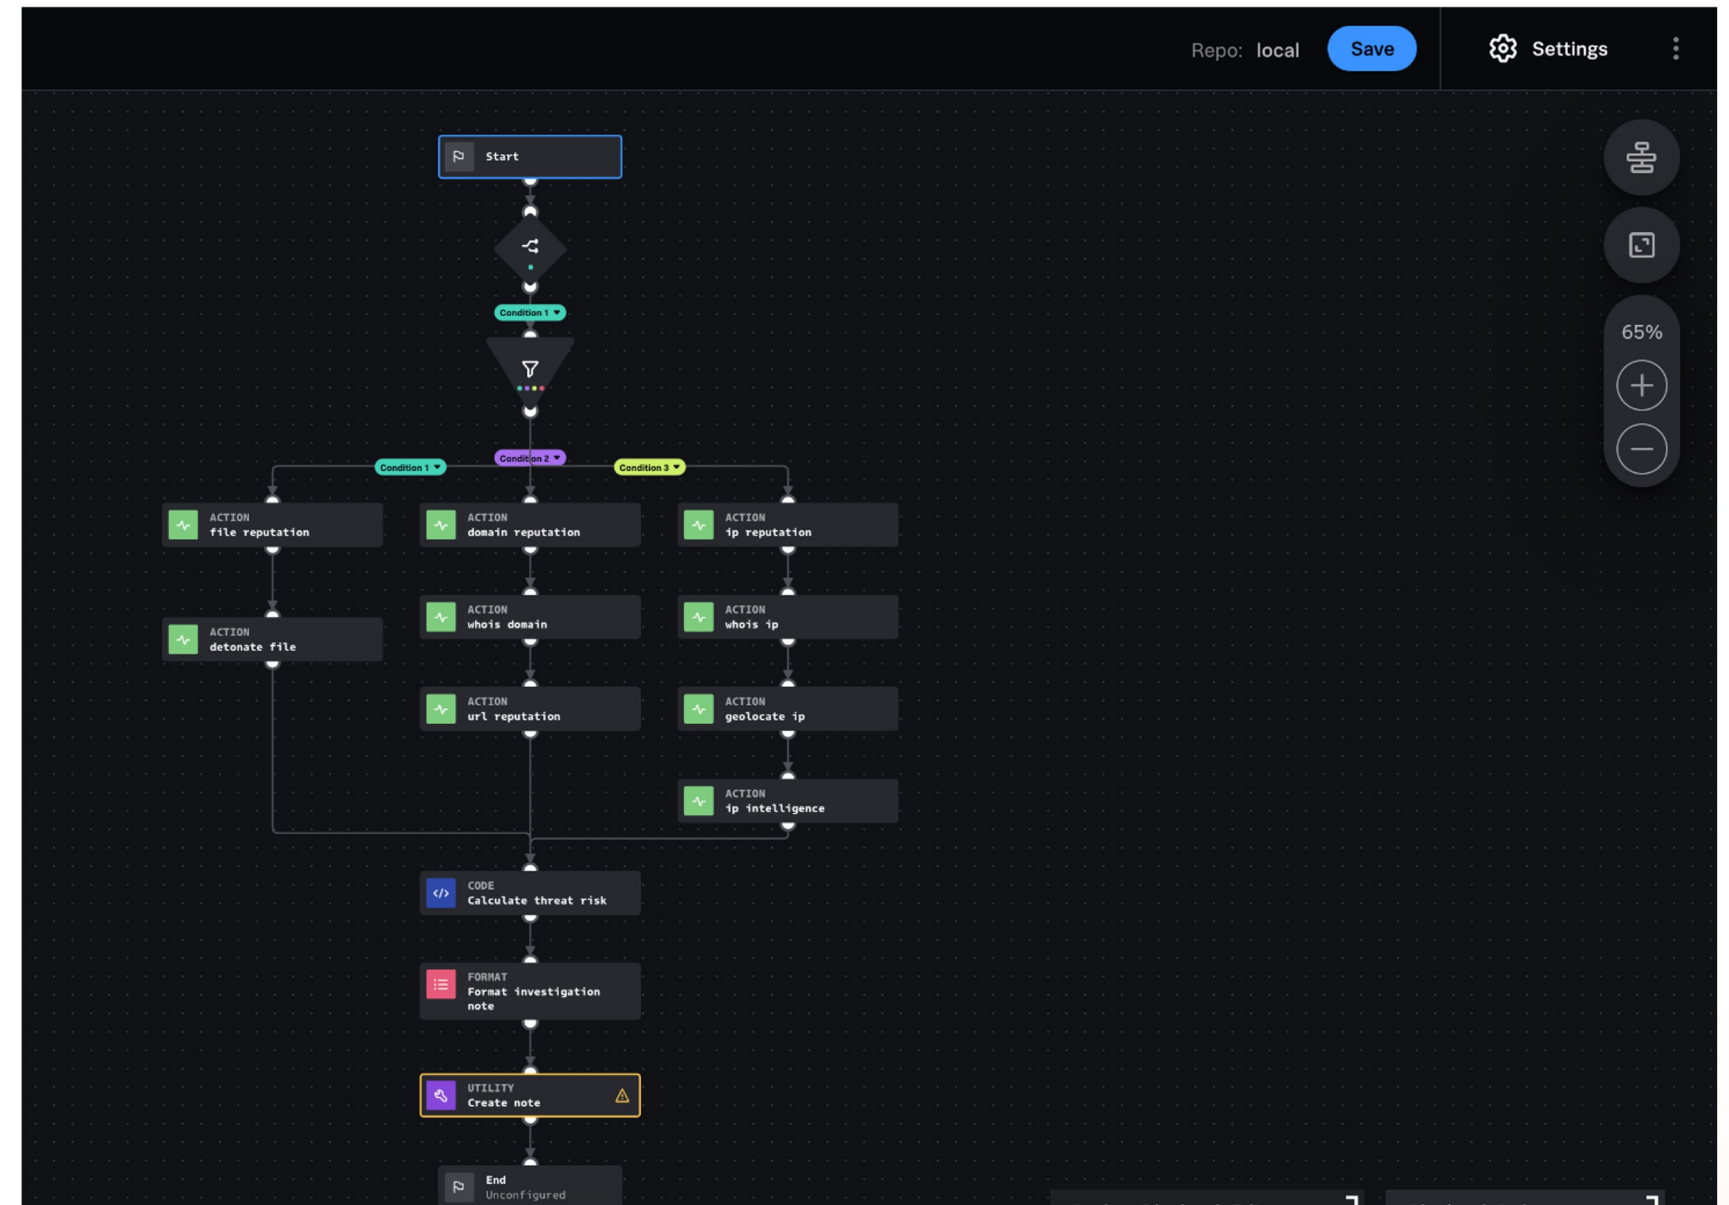 Repo: local
Save
Settings
Start
65%
Condition 1
Condition 1
Condition 2
Condition 3
ACTION
file reputation
ACTION
domain reputation
ACTION
ip reputation
ACTION
whois domain
ACTION
whois ip
ACTION
detonate file
ACTION
url reputation
ACTION
geolocate ip
ACTION
ip intelligence
CODE
Calculate threat risk
FORMAT
Format investigation
note
UTILITY
Create note
End
Unconfigured